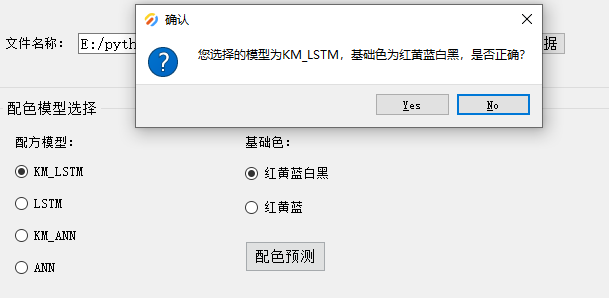 确认
您选择的模型为KM_LSTM，基础色为红黄蓝白黑，是否正确?
Yes No
文件名称： E:/pyth 据
配色模型选择
配方模型： 基础色：
KM_LSTM 红黄蓝白黑
LSTM 红黄蓝
KM_ANN
配色预测
ANN